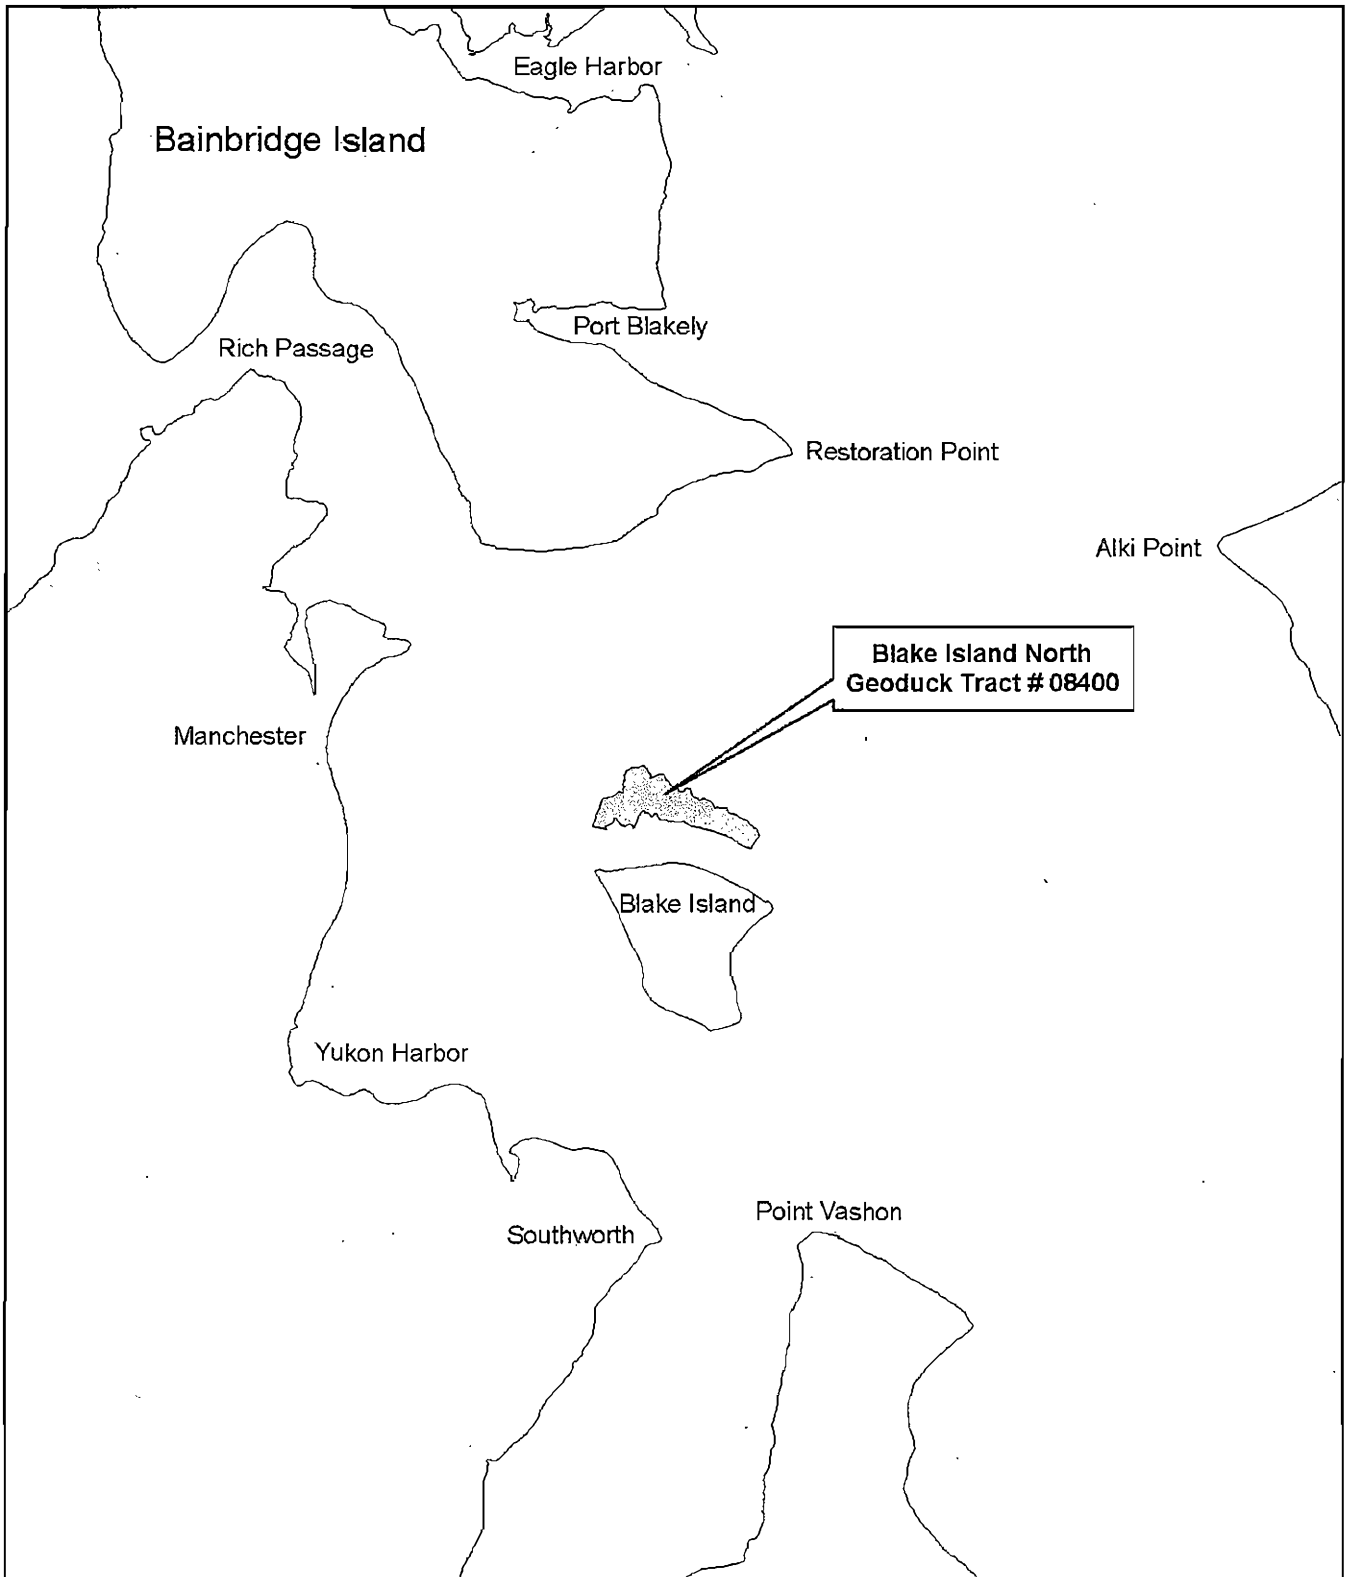 Eagle Harbor
Bainbridge Island
Port Blakely
Rich Passage
Restoration Point
Alki Point
Blake Island North
Geoduck Tract # 08400
Manchester
Blake Island
Yukon Harbor
Point Vashon
Southworth